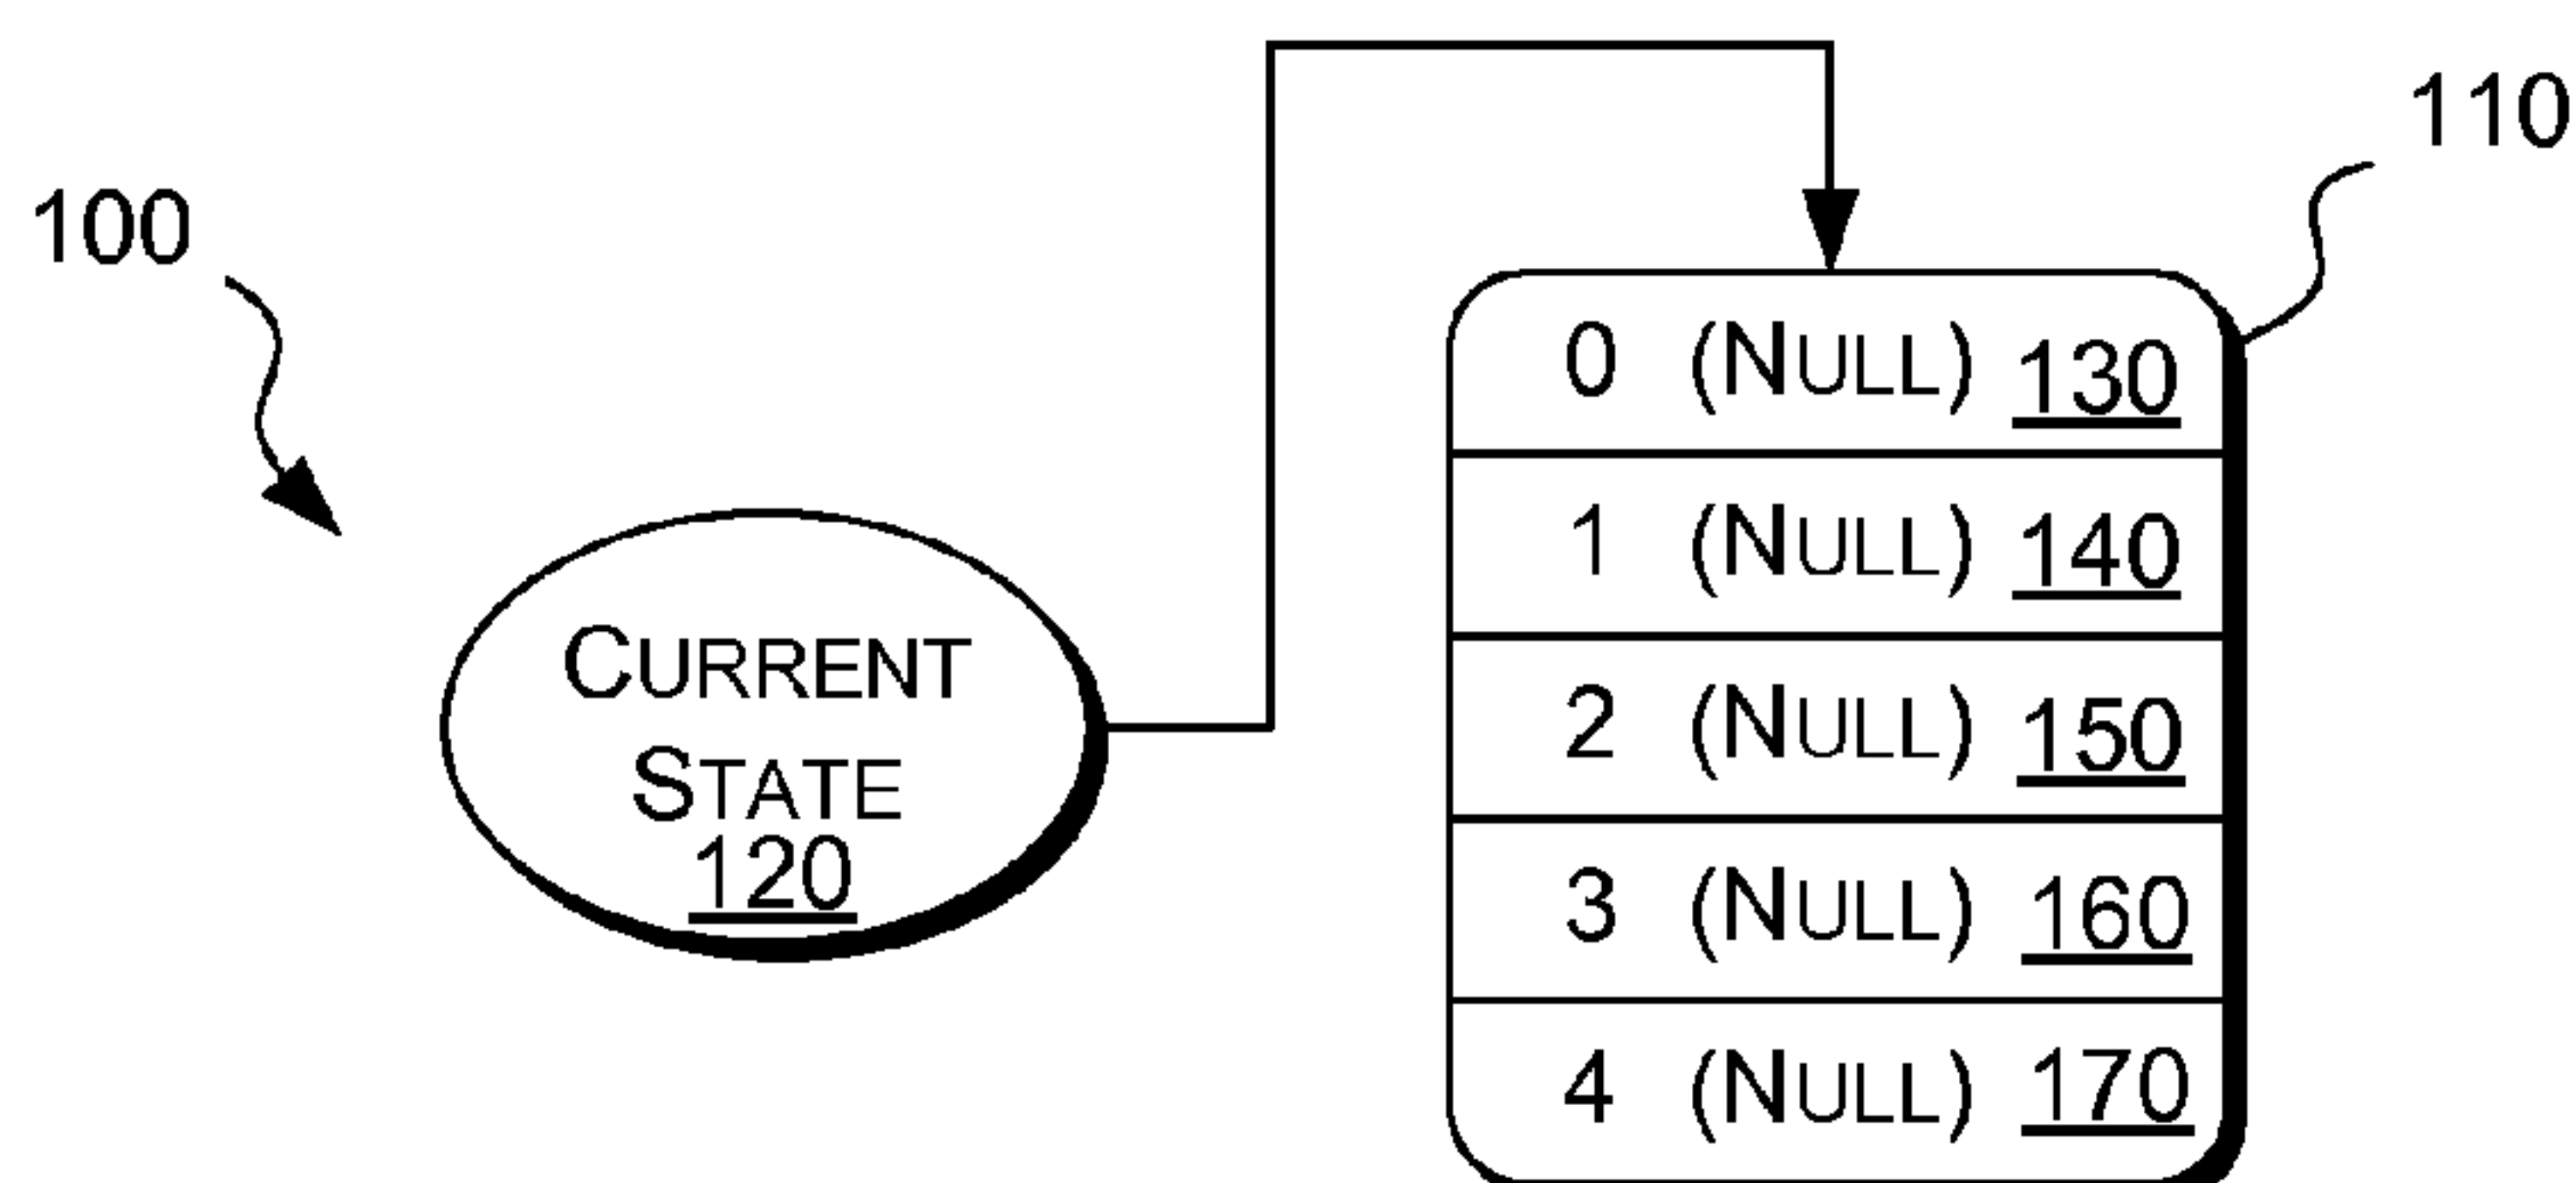 110
100
0 (NULL) 130
1 (NULL) 140
2 (NULL) 150
3 (NULL) 160
4 (NULL) 170
CURRENT
STATE
120